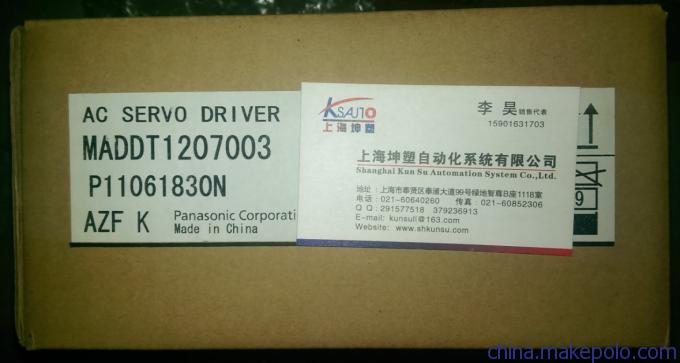 AC SERVO DRIVER
MADDT1207003
P11061830N
AZF K
Panasonic Corporati
Made in China
KSAUTO
上海坤塑
李 昊 销售代表
15901631703
上海坤塑自动化系统有限公司
Shanghai Kun Su Automation System Co.,Ltd.
地址：上海市奉贤区奉浦大道99号绿地智尊B座1118室
电话：021-60640260 传真：021-60852306
Q Q：291577518 379236913
E-mail: kunsuli@163.com
Website: www.shkunsu.com
9
china.makepolo.com